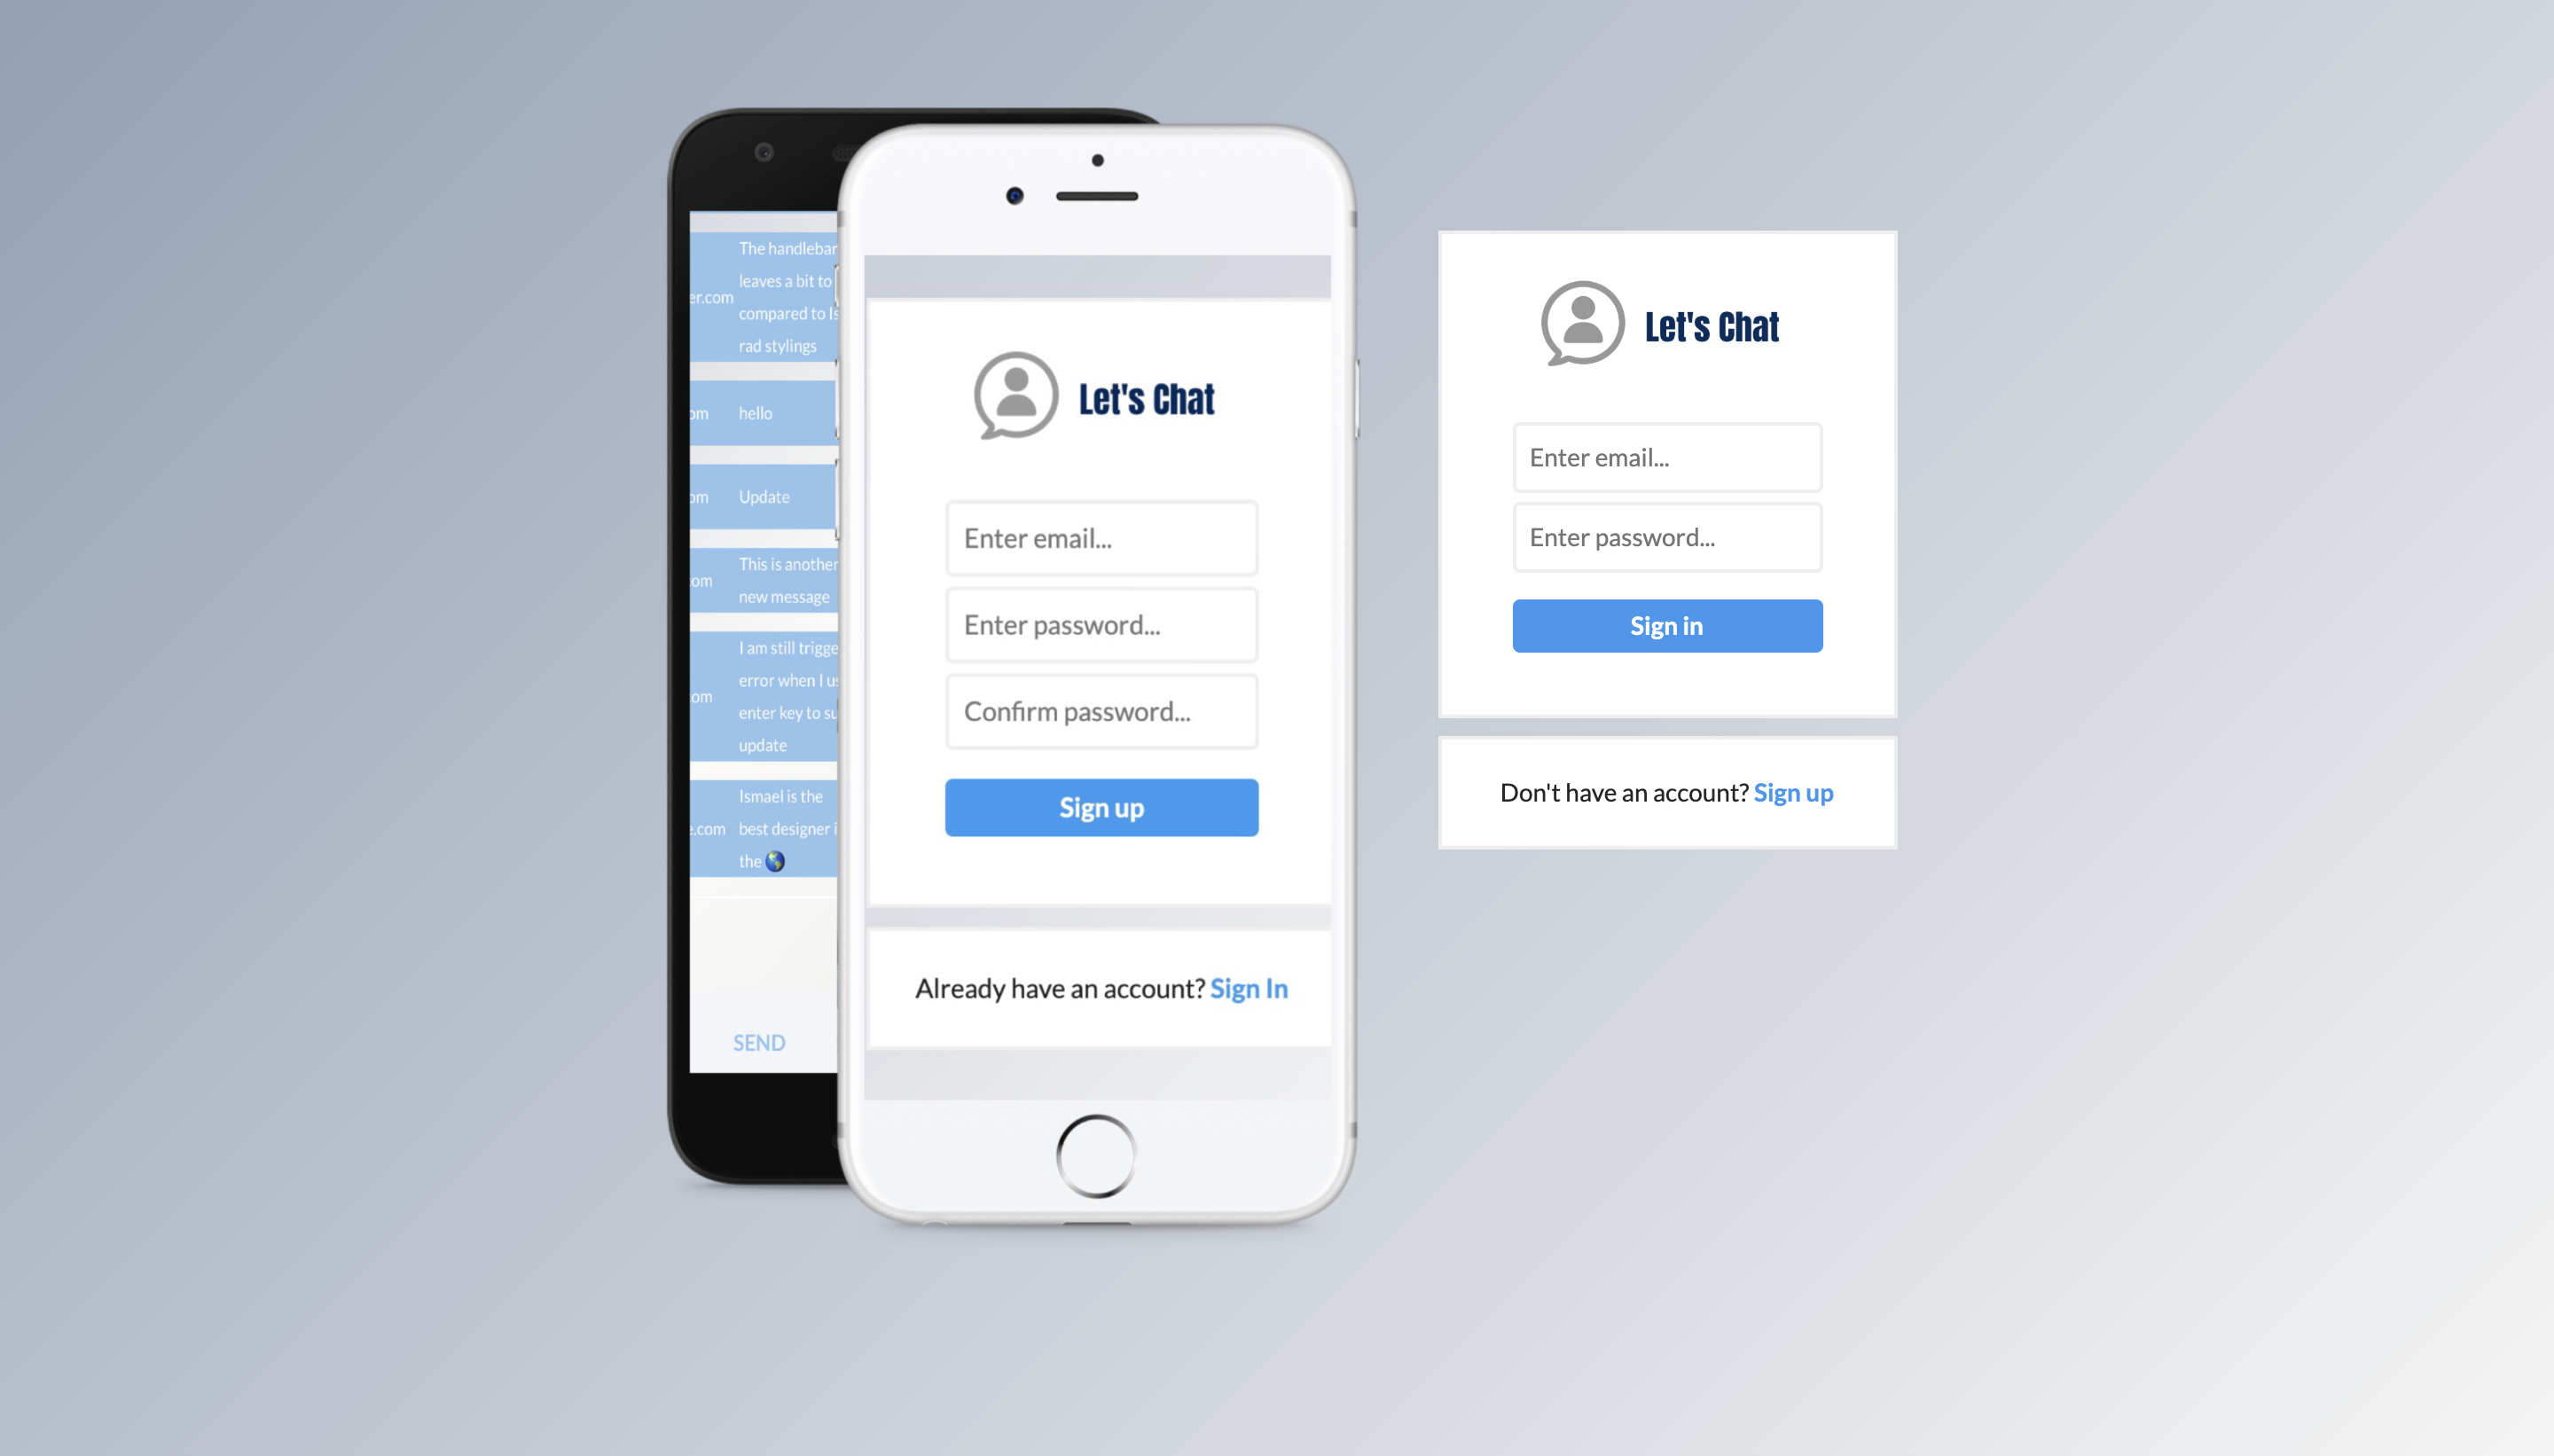 The handlebar
leaves a bit to
er.com
compared to Is
rad stylings
om hello
om Update
This is another
om
new message
I am still trigge
error when I us
om
enter key to su
update
Ismael is the
e.com best designer i
the
SEND
Let's Chat
Enter email...
Enter password...
Confirm password...
Sign up
Already have an account? Sign In
Let's Chat
Enter email...
Enter password...
Sign in
Don't have an account? Sign up